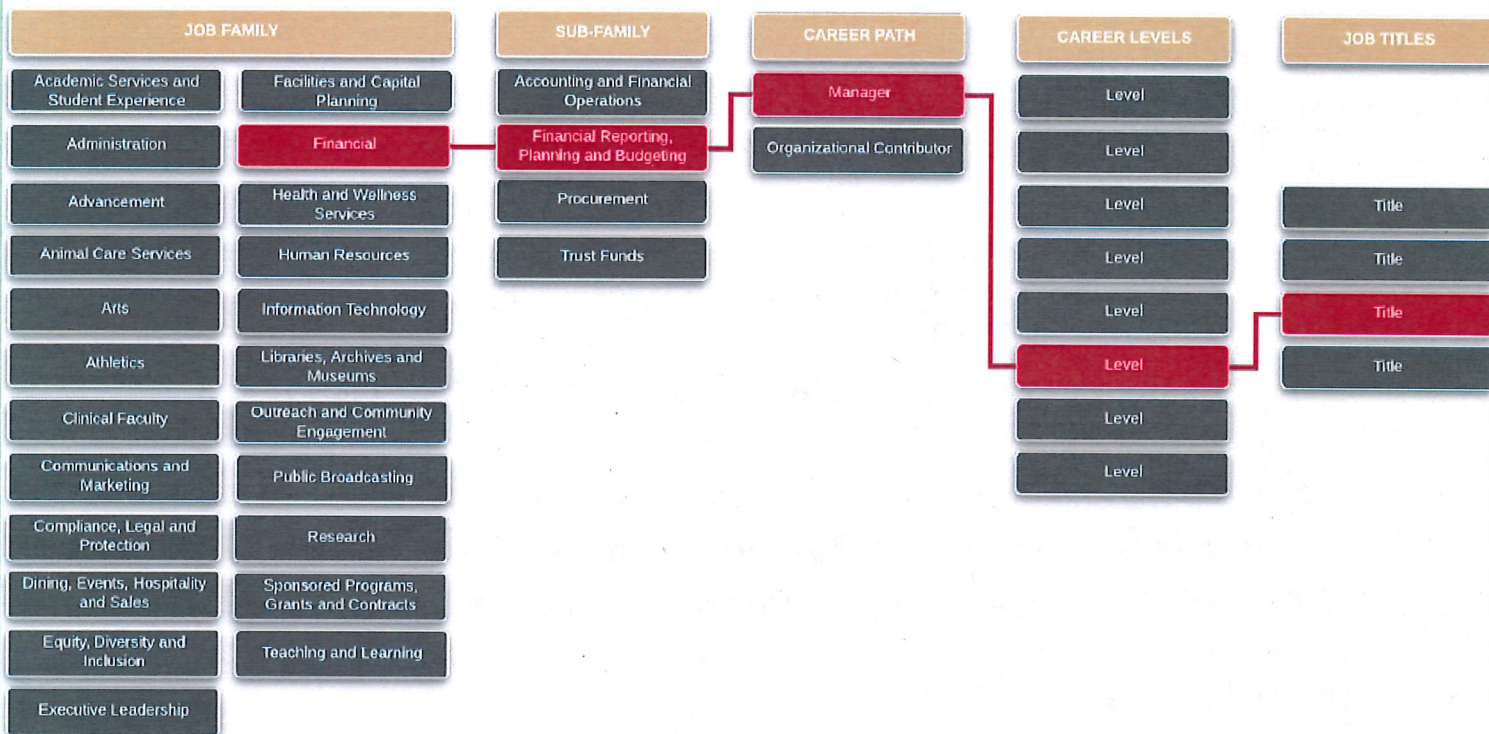 JOB FAMILY
Academic Services and
Student Experience
Administration
Advancement
Animal Care Services
Arts
Athletics
Clinical Faculty
Communications and
Marketing
Compliance, Legal and
Protection
Dining, Events, Hospitality
and Sales
Equity, Diversity and
Inclusion
Executive Leadership
Facilities and Capital
Planning
Financial
Health and Wellness
Services
Human Resources
Information Technology
Libraries, Archives and
Museums
Outreach and Community
Engagement
Public Broadcasting
Research
Sponsored Programs,
Grants and Contracts
Teaching and Learning
SUB-FAMILY
Accounting and Financial
Operations
Financial Reporting,
Planning and Budgeting
Procurement
Trust Funds
CAREER PATH
Manager
Organizational Contributor
CAREER LEVELS
Level
Level
Level
Level
Level
Level
Level
Level
JOB TITLES
Title
Title
Title
Title